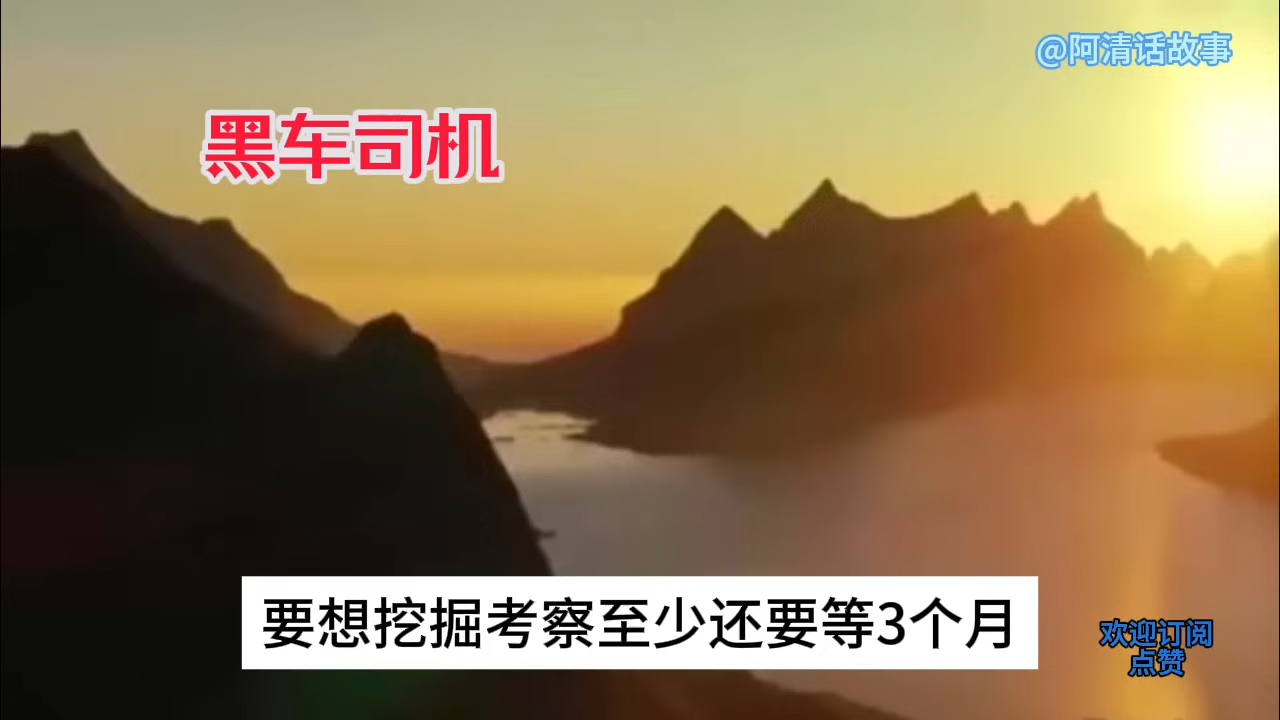 @阿清话故事
黑车司机
要想挖掘考察至少还要等3个月
欢迎订阅
点赞